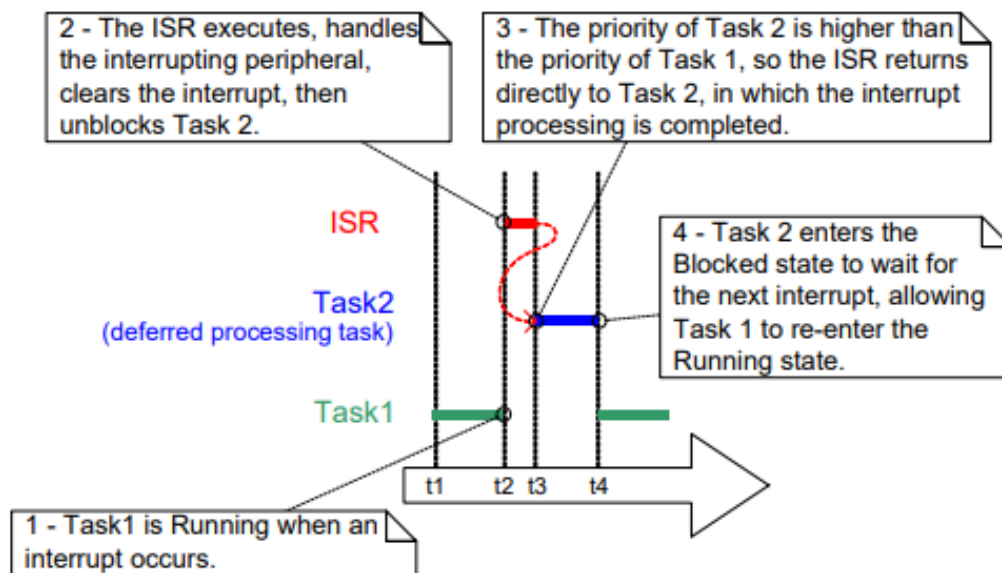 2 - The ISR executes, handles
the interrupting peripheral,
clears the interrupt, then
unblocks Task 2.
3 - The priority of Task 2 is higher than
the priority of Task 1, so the ISR returns
directly to Task 2, in which the interrupt
processing is completed.
ISR
Task2
(deferred processing task)
4 - Task 2 enters the
Blocked state to wait for
the next interrupt, allowing
Task 1 to re-enter the
Running state.
Task1
t1 t2 t3 t4
1 - Task1 is Running when an
interrupt occurs.